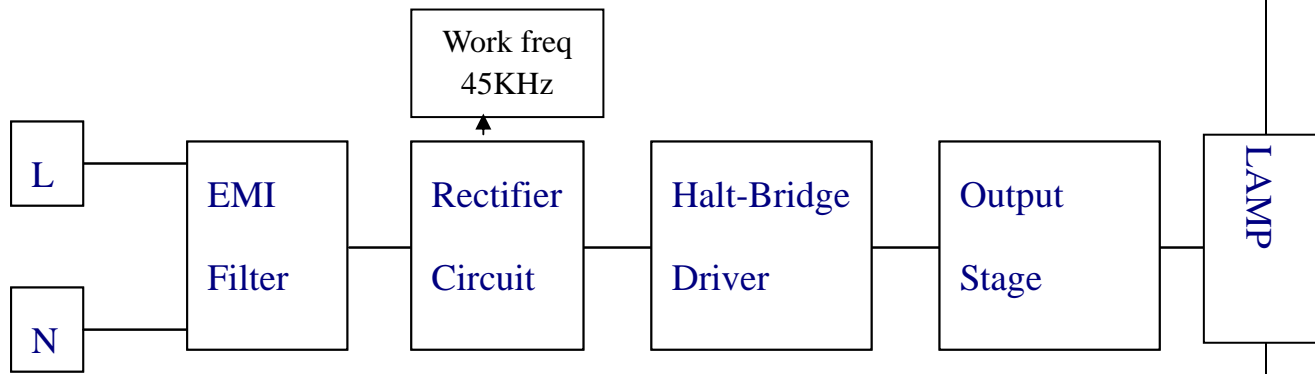 Work freq
45KHz
L
N
EMI
Filter
Rectifier
Circuit
Halt-Bridge
Driver
Output
Stage
LAMP